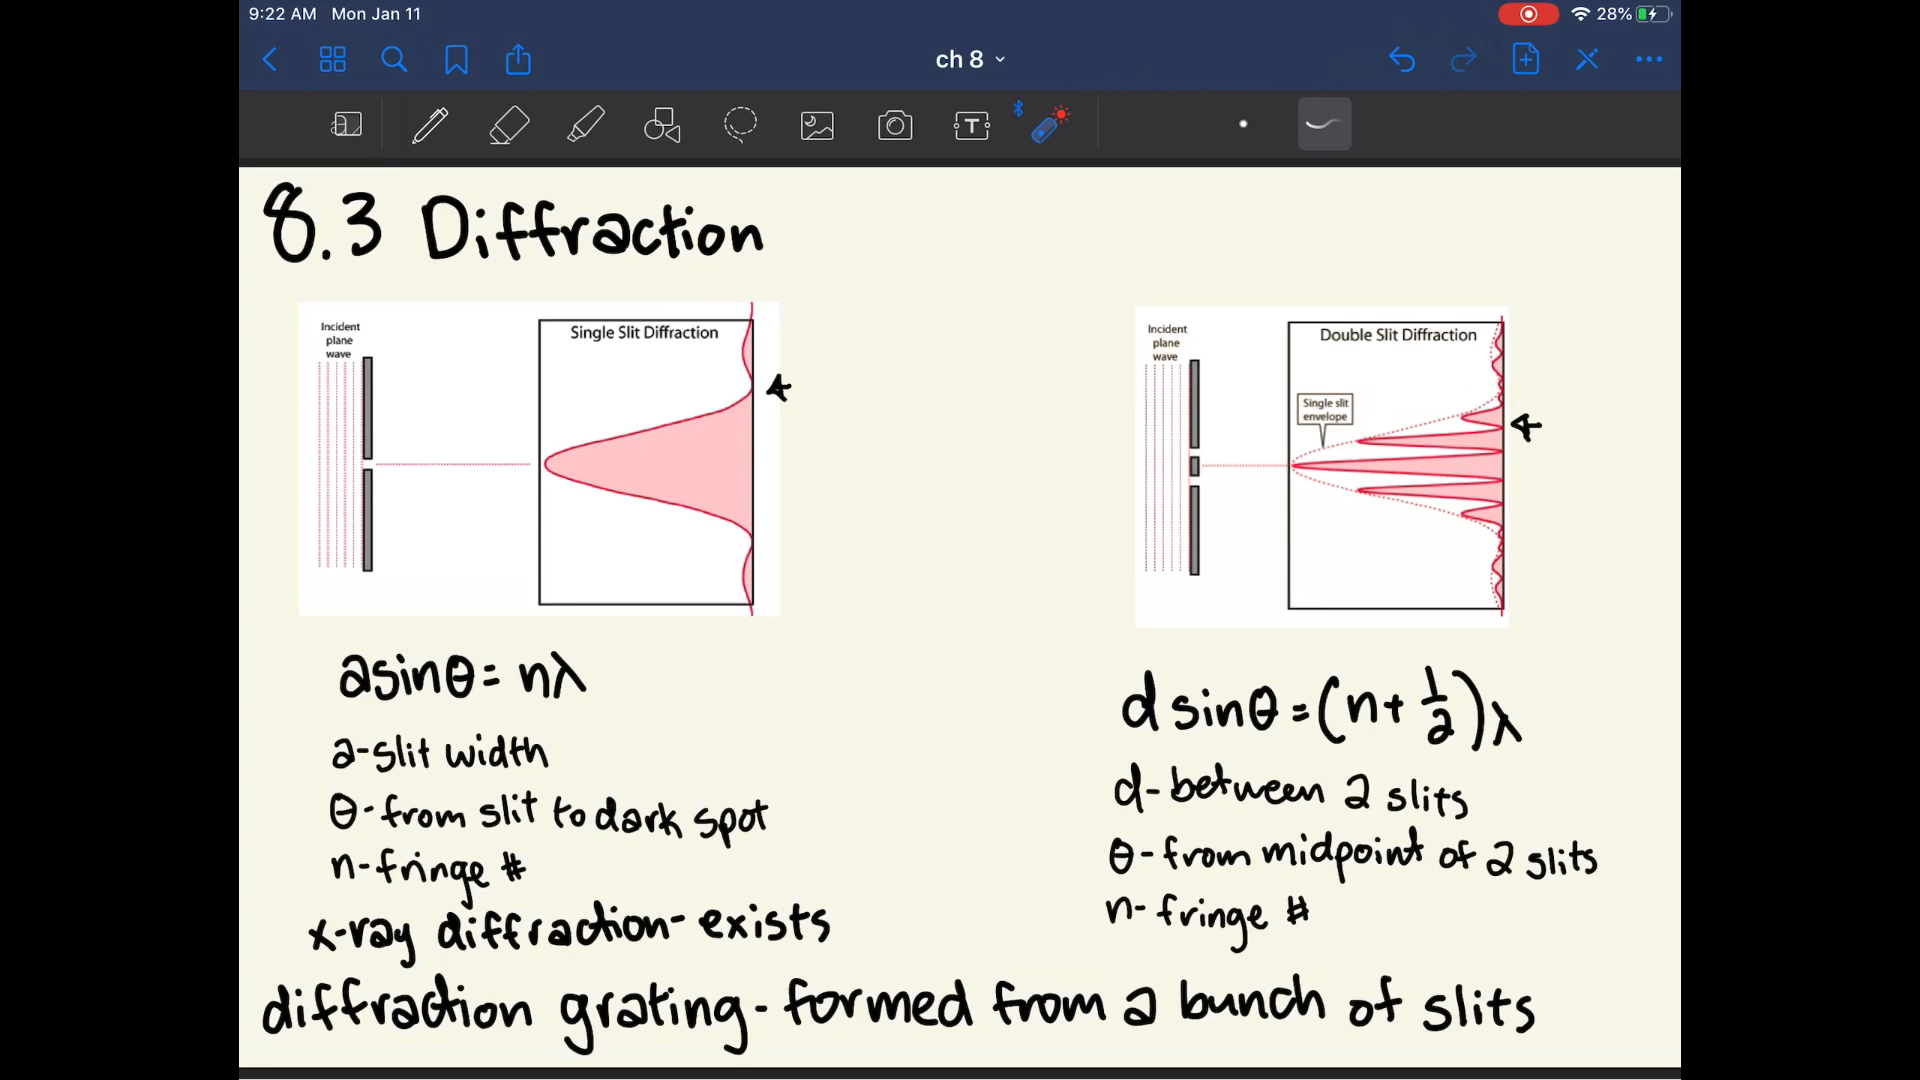 9:22 AM Mon Jan 11
28%
ch 8
T
8.3 Diffraction
Incident
plane
wave
Single Slit Diffraction
Incident
plane
wave
Double Slit Diffraction
Single slit
envelope
asinθ = nλ
a-slit width
θ-from slit to dark spot
n-fringe #
x-ray diffraction-exists
d sinθ = (n+ 1/2)λ
d-between 2 slits
θ-from midpoint of 2 slits
n-fringe #
diffraction grating-formed from a bunch of slits